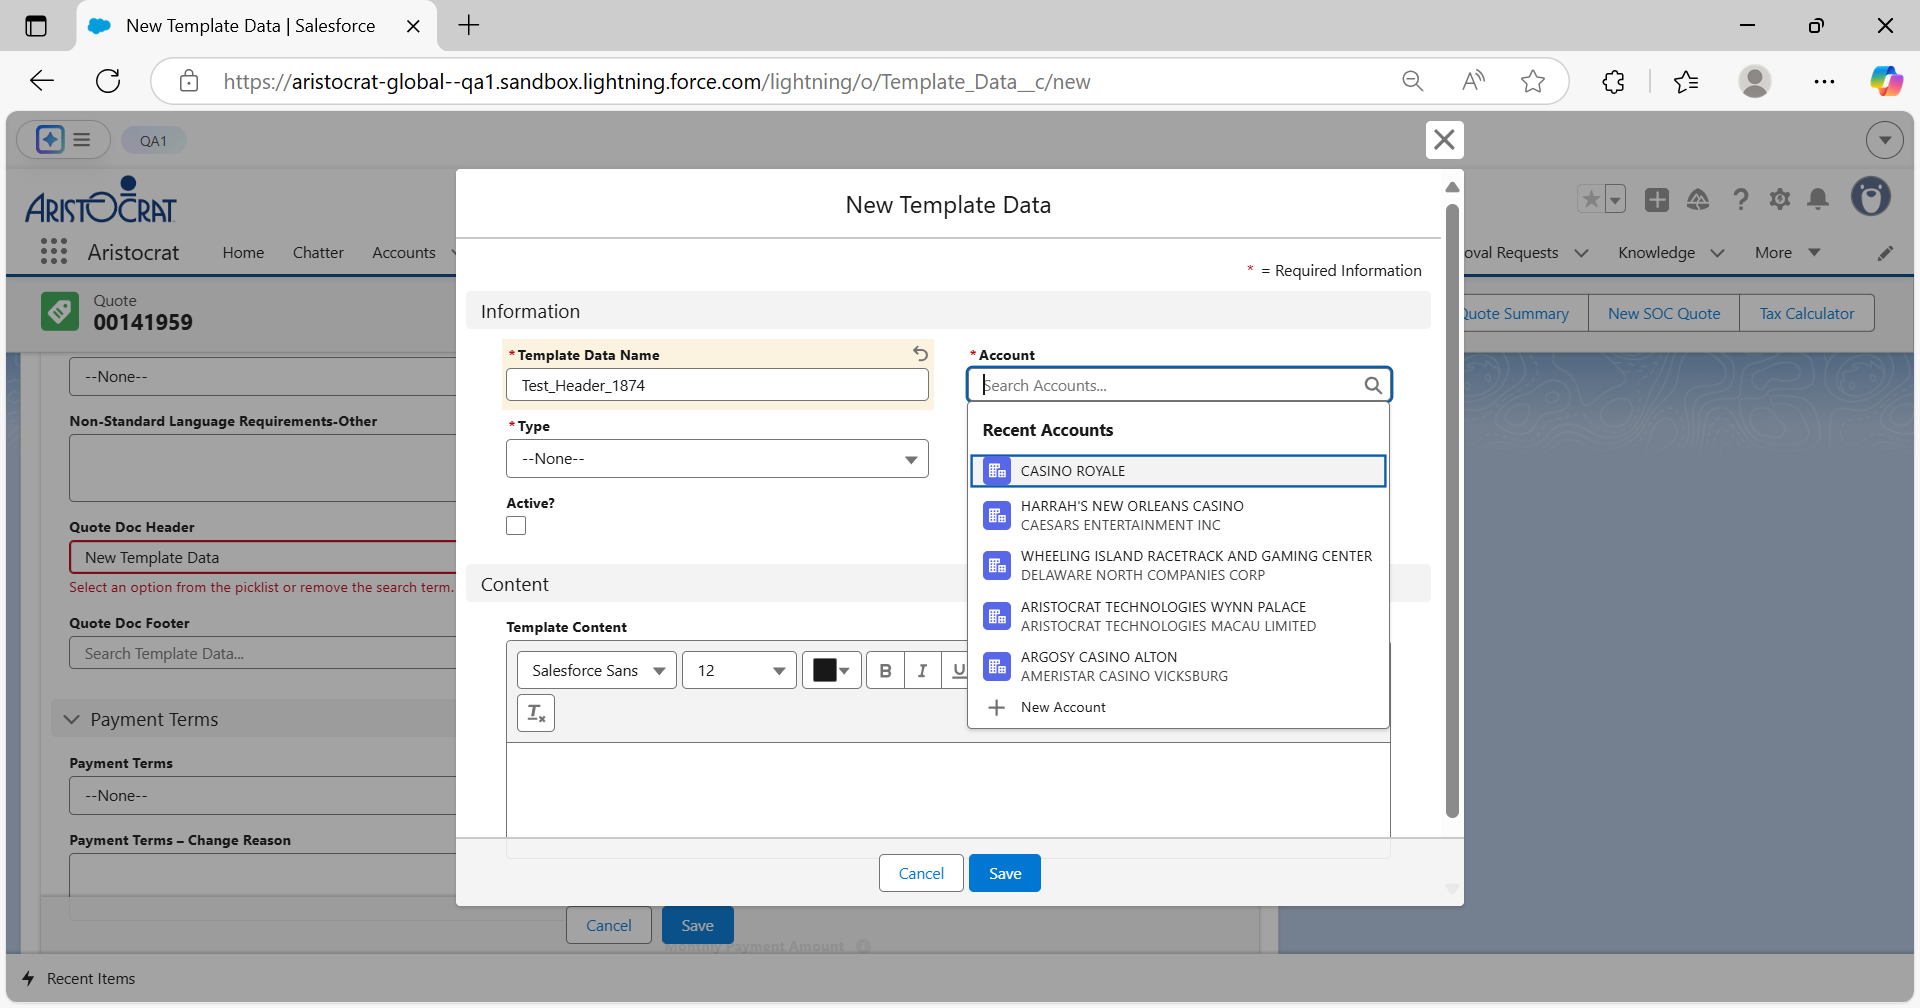 New Template Data | Salesforce
https://aristocrat-global--qa1.sandbox.lightning.force.com/lightning/o/Template_Data__c/new
QA1
ARISTOCRAT
Aristocrat
Home
Chatter
Accounts
oval Requests
Knowledge
More
Quote
00141959
Quote Summary
New SOC Quote
Tax Calculator
--None--
Non-Standard Language Requirements-Other
Quote Doc Header
New Template Data
Select an option from the picklist or remove the search term.
Quote Doc Footer
Search Template Data...
Payment Terms
Payment Terms
--None--
Payment Terms – Change Reason
Cancel
Save
Monthly Payment Amount
Recent Items
New Template Data
* = Required Information
Information
*Template Data Name
Test_Header_1874
*Account
Search Accounts...
Recent Accounts
CASINO ROYALE
HARRAH'S NEW ORLEANS CASINO
CAESARS ENTERTAINMENT INC
WHEELING ISLAND RACETRACK AND GAMING CENTER
DELAWARE NORTH COMPANIES CORP
ARISTOCRAT TECHNOLOGIES WYNN PALACE
ARISTOCRAT TECHNOLOGIES MACAU LIMITED
ARGOSY CASINO ALTON
AMERISTAR CASINO VICKSBURG
New Account
*Type
--None--
Active?
Content
Template Content
Salesforce Sans
12
B
I
U
Cancel
Save